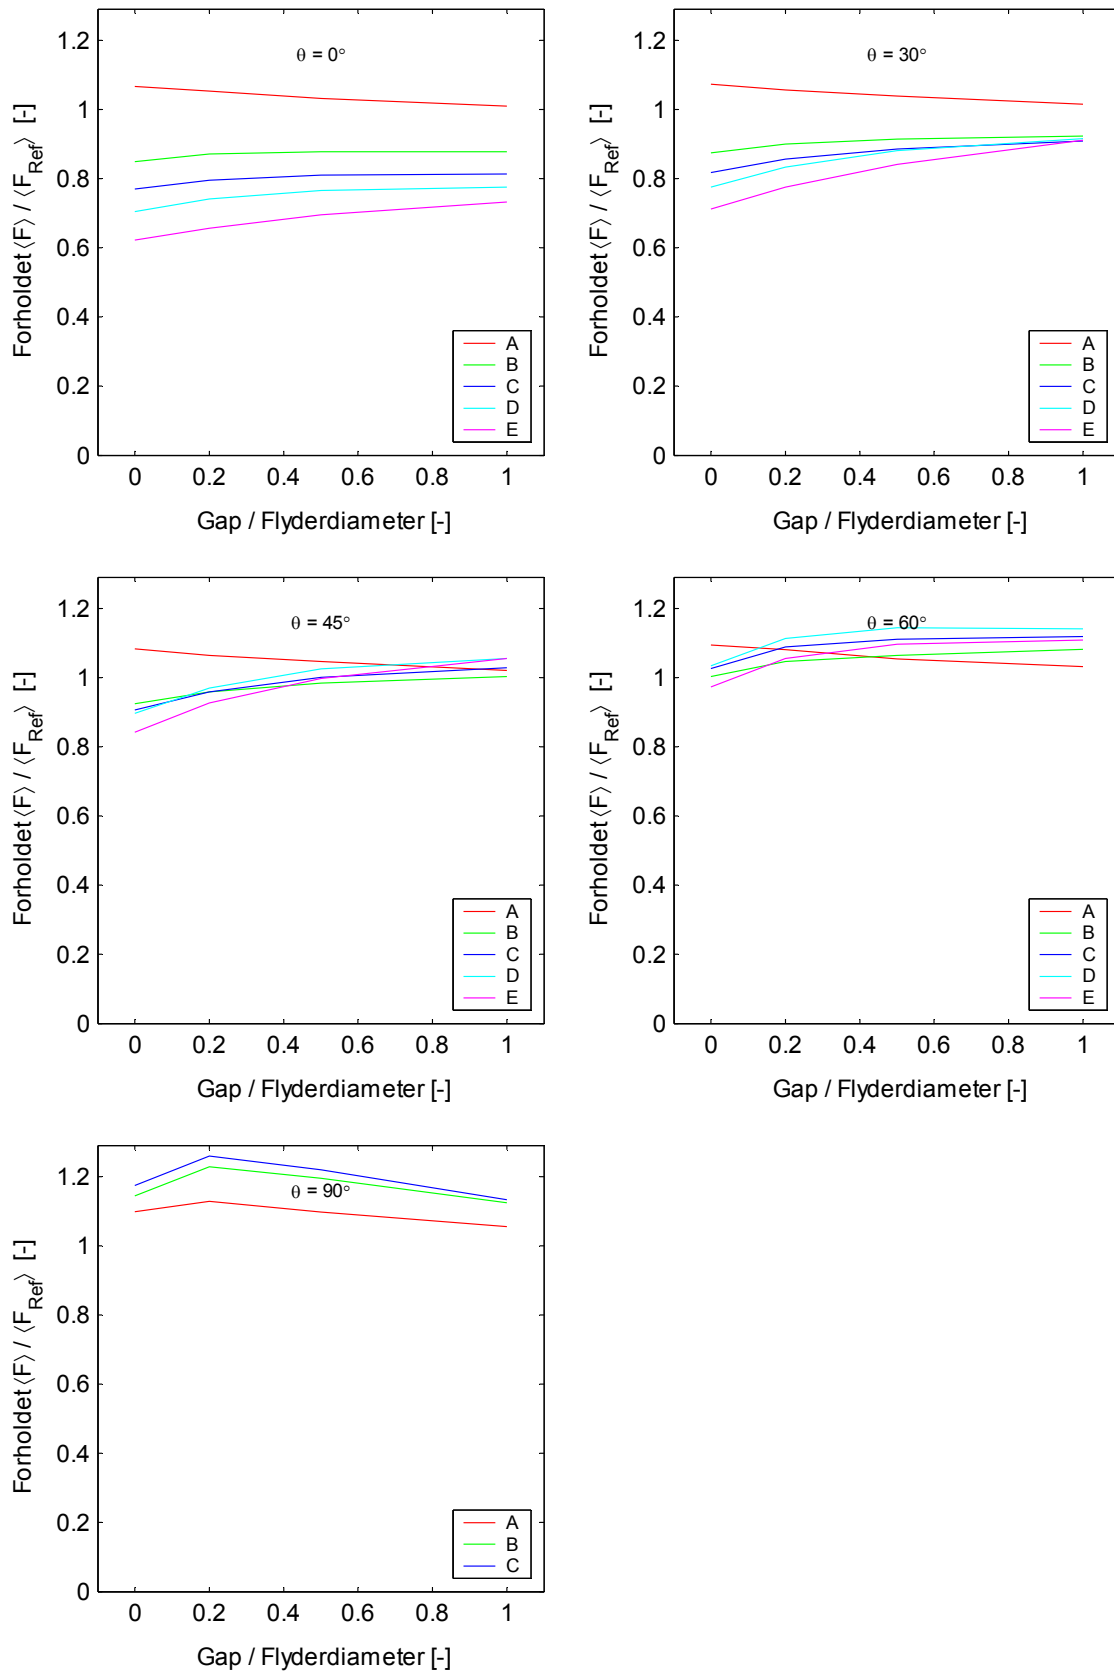 θ = 0°
Forholdet ⟨F⟩ / ⟨F_Ref⟩ [-]
1.2
1
0.8
0.6
0.4
0.2
0
A
B
C
D
E
0 0.2 0.4 0.6 0.8 1
Gap / Flyderdiameter [-]
θ = 30°
Forholdet ⟨F⟩ / ⟨F_Ref⟩ [-]
1.2
1
0.8
0.6
0.4
0.2
0
A
B
C
D
E
0 0.2 0.4 0.6 0.8 1
Gap / Flyderdiameter [-]
θ = 45°
Forholdet ⟨F⟩ / ⟨F_Ref⟩ [-]
1.2
1
0.8
0.6
0.4
0.2
0
A
B
C
D
E
0 0.2 0.4 0.6 0.8 1
Gap / Flyderdiameter [-]
θ = 60°
Forholdet ⟨F⟩ / ⟨F_Ref⟩ [-]
1.2
1
0.8
0.6
0.4
0.2
0
A
B
C
D
E
0 0.2 0.4 0.6 0.8 1
Gap / Flyderdiameter [-]
θ = 90°
Forholdet ⟨F⟩ / ⟨F_Ref⟩ [-]
1.2
1
0.8
0.6
0.4
0.2
0
A
B
C
0 0.2 0.4 0.6 0.8 1
Gap / Flyderdiameter [-]